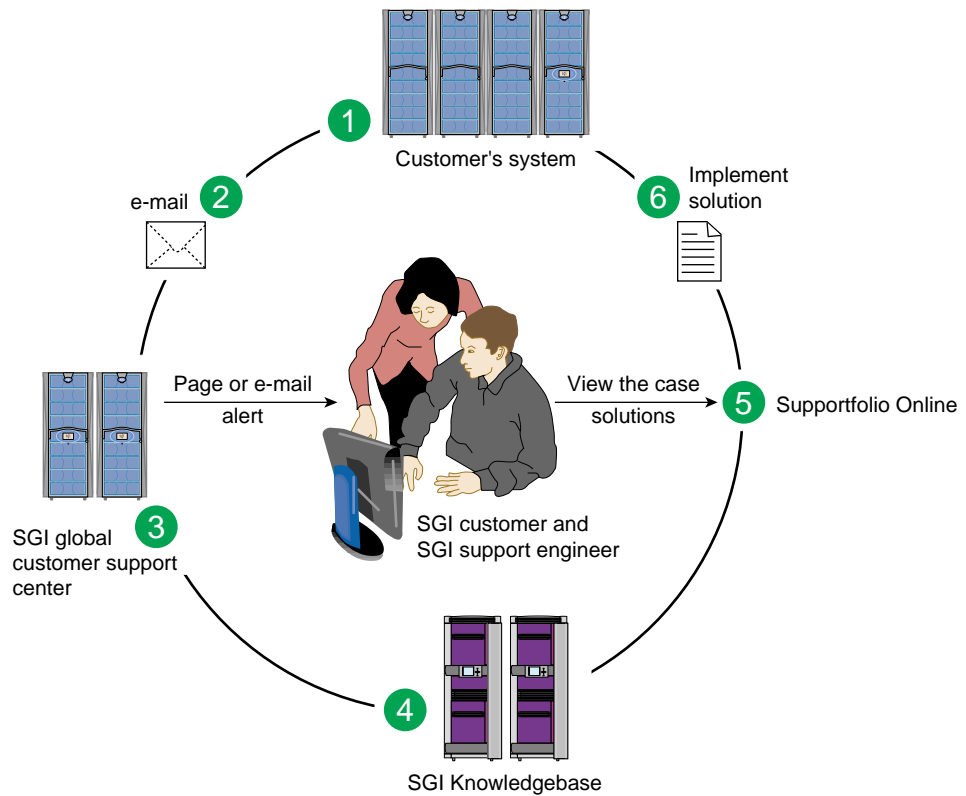 1
Customer's system
2
e-mail
6
Implement
solution
Page or e-mail
alert
View the case
solutions
5
Supportfolio Online
3
SGI global
customer support
center
SGI customer and
SGI support engineer
4
SGI Knowledgebase